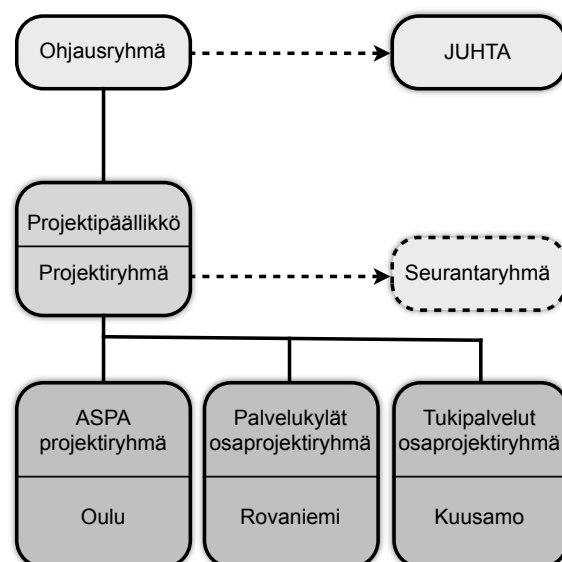 Ohjausryhmä
JUHTA
Projektipäällikkö
Projektiryhmä
Seurantaryhmä
ASPA
projektiryhmä
Oulu
Palvelukylät
osaprojektiryhmä
Rovaniemi
Tukipalvelut
osaprojektiryhmä
Kuusamo